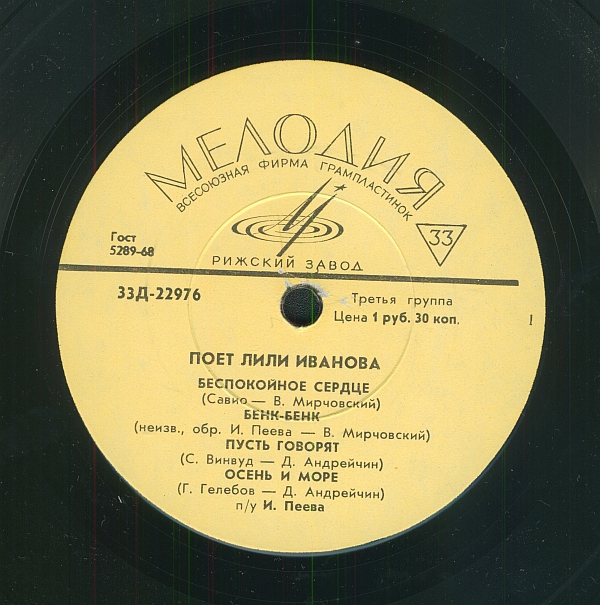 МЕЛОДИЯ
ВСЕСОЮЗНАЯ ФИРМА ГРАМПЛАСТИНОК
33
Гост
5289-68
РИЖСКИЙ ЗАВОД
33Д-22976
Третья группа
Цена 1 руб. 30 коп.
1
ПОЕТ ЛИЛИ ИВАНОВА
БЕСПОКОЙНОЕ СЕРДЦЕ
(Савио — В. Мирчовский)
БЕНК-БЕНК
(неизв., обр. И. Пеева — В. Мирчовский)
ПУСТЬ ГОВОРЯТ
(С. Винвуд — Д. Андрейчин)
ОСЕНЬ И МОРЕ
(Г. Гелебов — Д. Андрейчин)
п/у И. Пеева